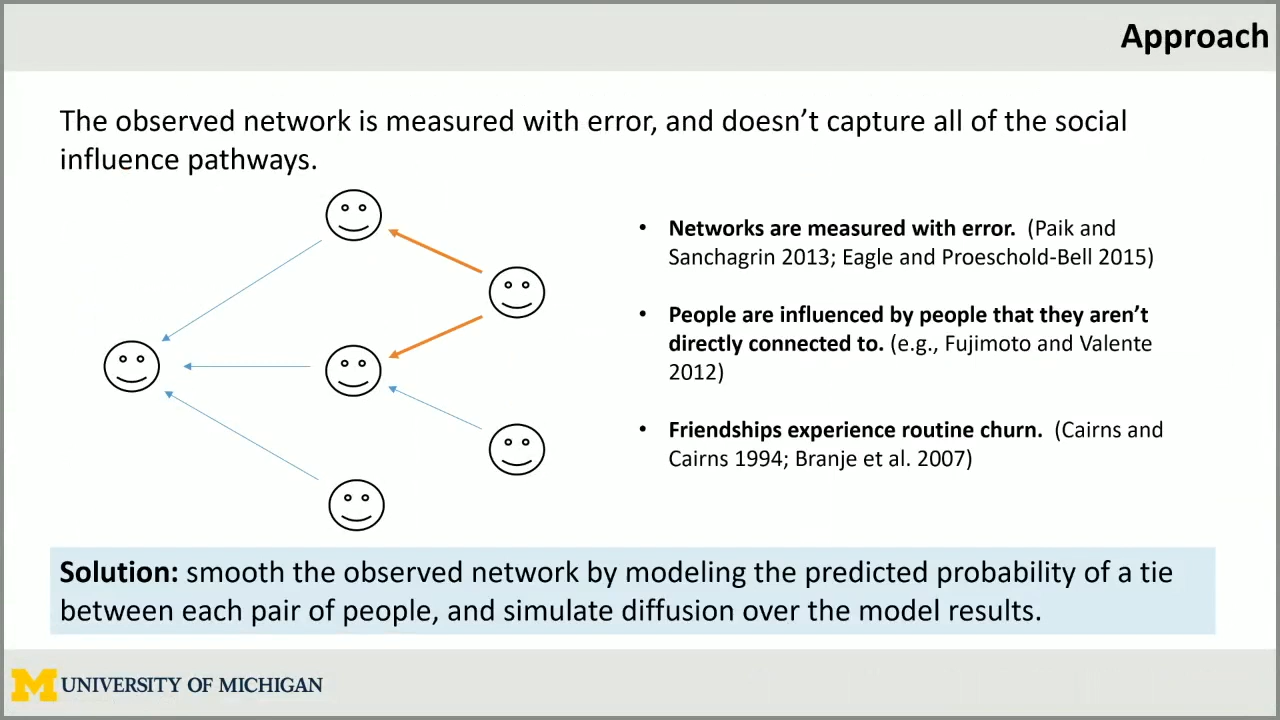 Approach
The observed network is measured with error, and doesn’t capture all of the social
influence pathways.
• Networks are measured with error. (Paik and
Sanchagrin 2013; Eagle and Proeschold-Bell 2015)
• People are influenced by people that they aren’t
directly connected to. (e.g., Fujimoto and Valente
2012)
• Friendships experience routine churn. (Cairns and
Cairns 1994; Branje et al. 2007)
Solution: smooth the observed network by modeling the predicted probability of a tie
between each pair of people, and simulate diffusion over the model results.
M UNIVERSITY OF MICHIGAN